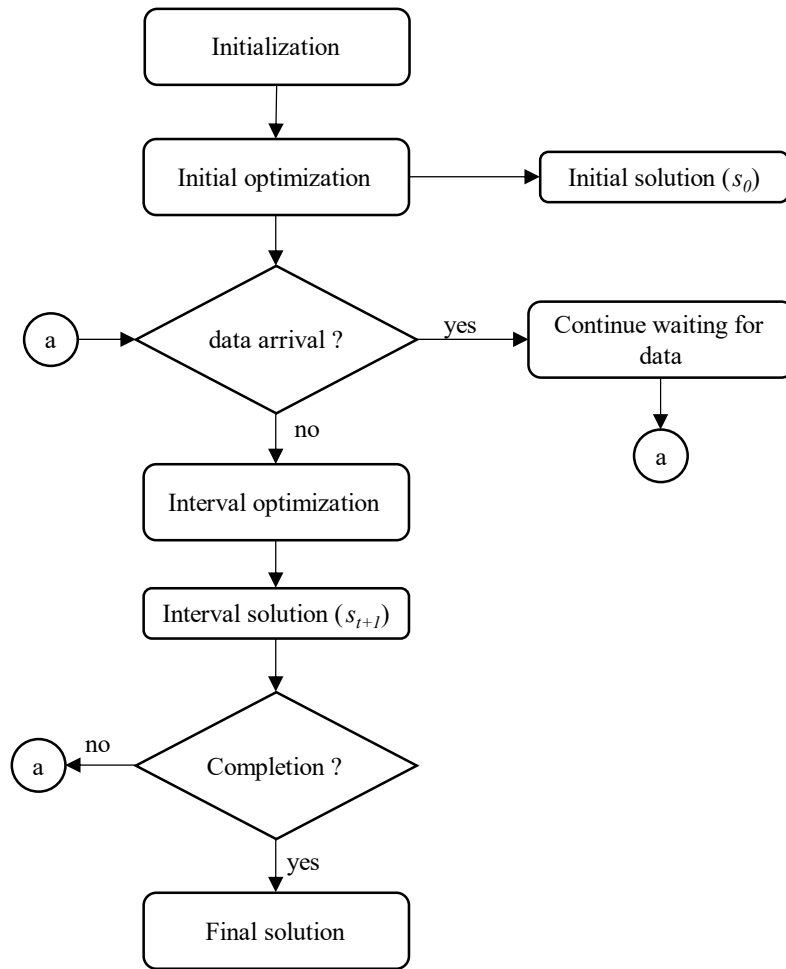 Initialization
Initial optimization
Initial solution (s0)
a
data arrival ?
yes
Continue waiting for
data
no
a
Interval optimization
Interval solution (st+1)
a
no
Completion ?
yes
Final solution